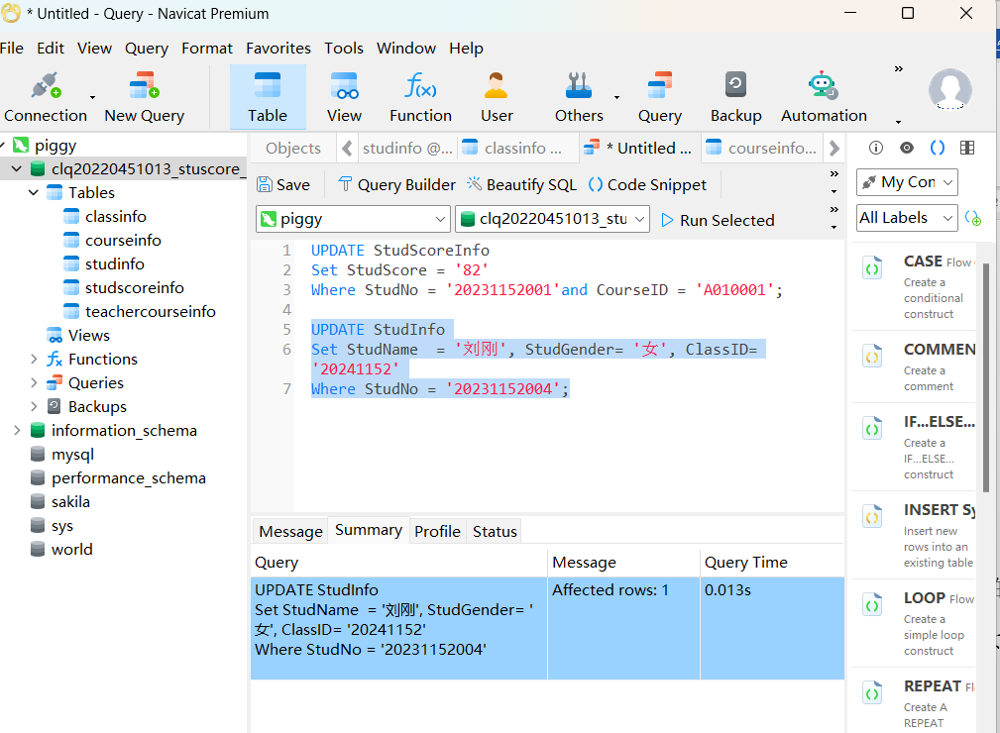 * Untitled - Query - Navicat Premium
File Edit View Query Format Favorites Tools Window Help
Connection New Query Table View Function User Others Query Backup Automation
f(x)
piggy
clq20220451013_stuscore_
Tables
classinfo
courseinfo
studinfo
studscoreinfo
teachercourseinfo
Views
Functions
Queries
Backups
information_schema
mysql
performance_schema
sakila
sys
world
Objects studinfo @... classinfo ... * Untitled ... courseinfo...
Save Query Builder Beautify SQL () Code Snippet
piggy clq20220451013_stu Run Selected
1 UPDATE StudScoreInfo
2 Set StudScore = '82'
3 Where StudNo = '20231152001'and CourseID = 'A010001';
4
5 UPDATE StudInfo
6 Set StudName  = '刘刚', StudGender= '女', ClassID=
'20241152'
7 Where StudNo = '20231152004';
Message Summary Profile Status
Query Message Query Time
UPDATE StudInfo Affected rows: 1 0.013s
Set StudName  = '刘刚', StudGender= '
女', ClassID= '20241152'
Where StudNo = '20231152004'
My Con
All Labels
CASE Flow
Create a
conditional
construct
COMMEN
Create a
comment
IF...ELSE...
Create a
IF...ELSE...
construct
INSERT Sy
Insert new
rows into an
existing table
LOOP Flow
Create a
simple loop
construct
REPEAT Fl
Create A
REPEAT